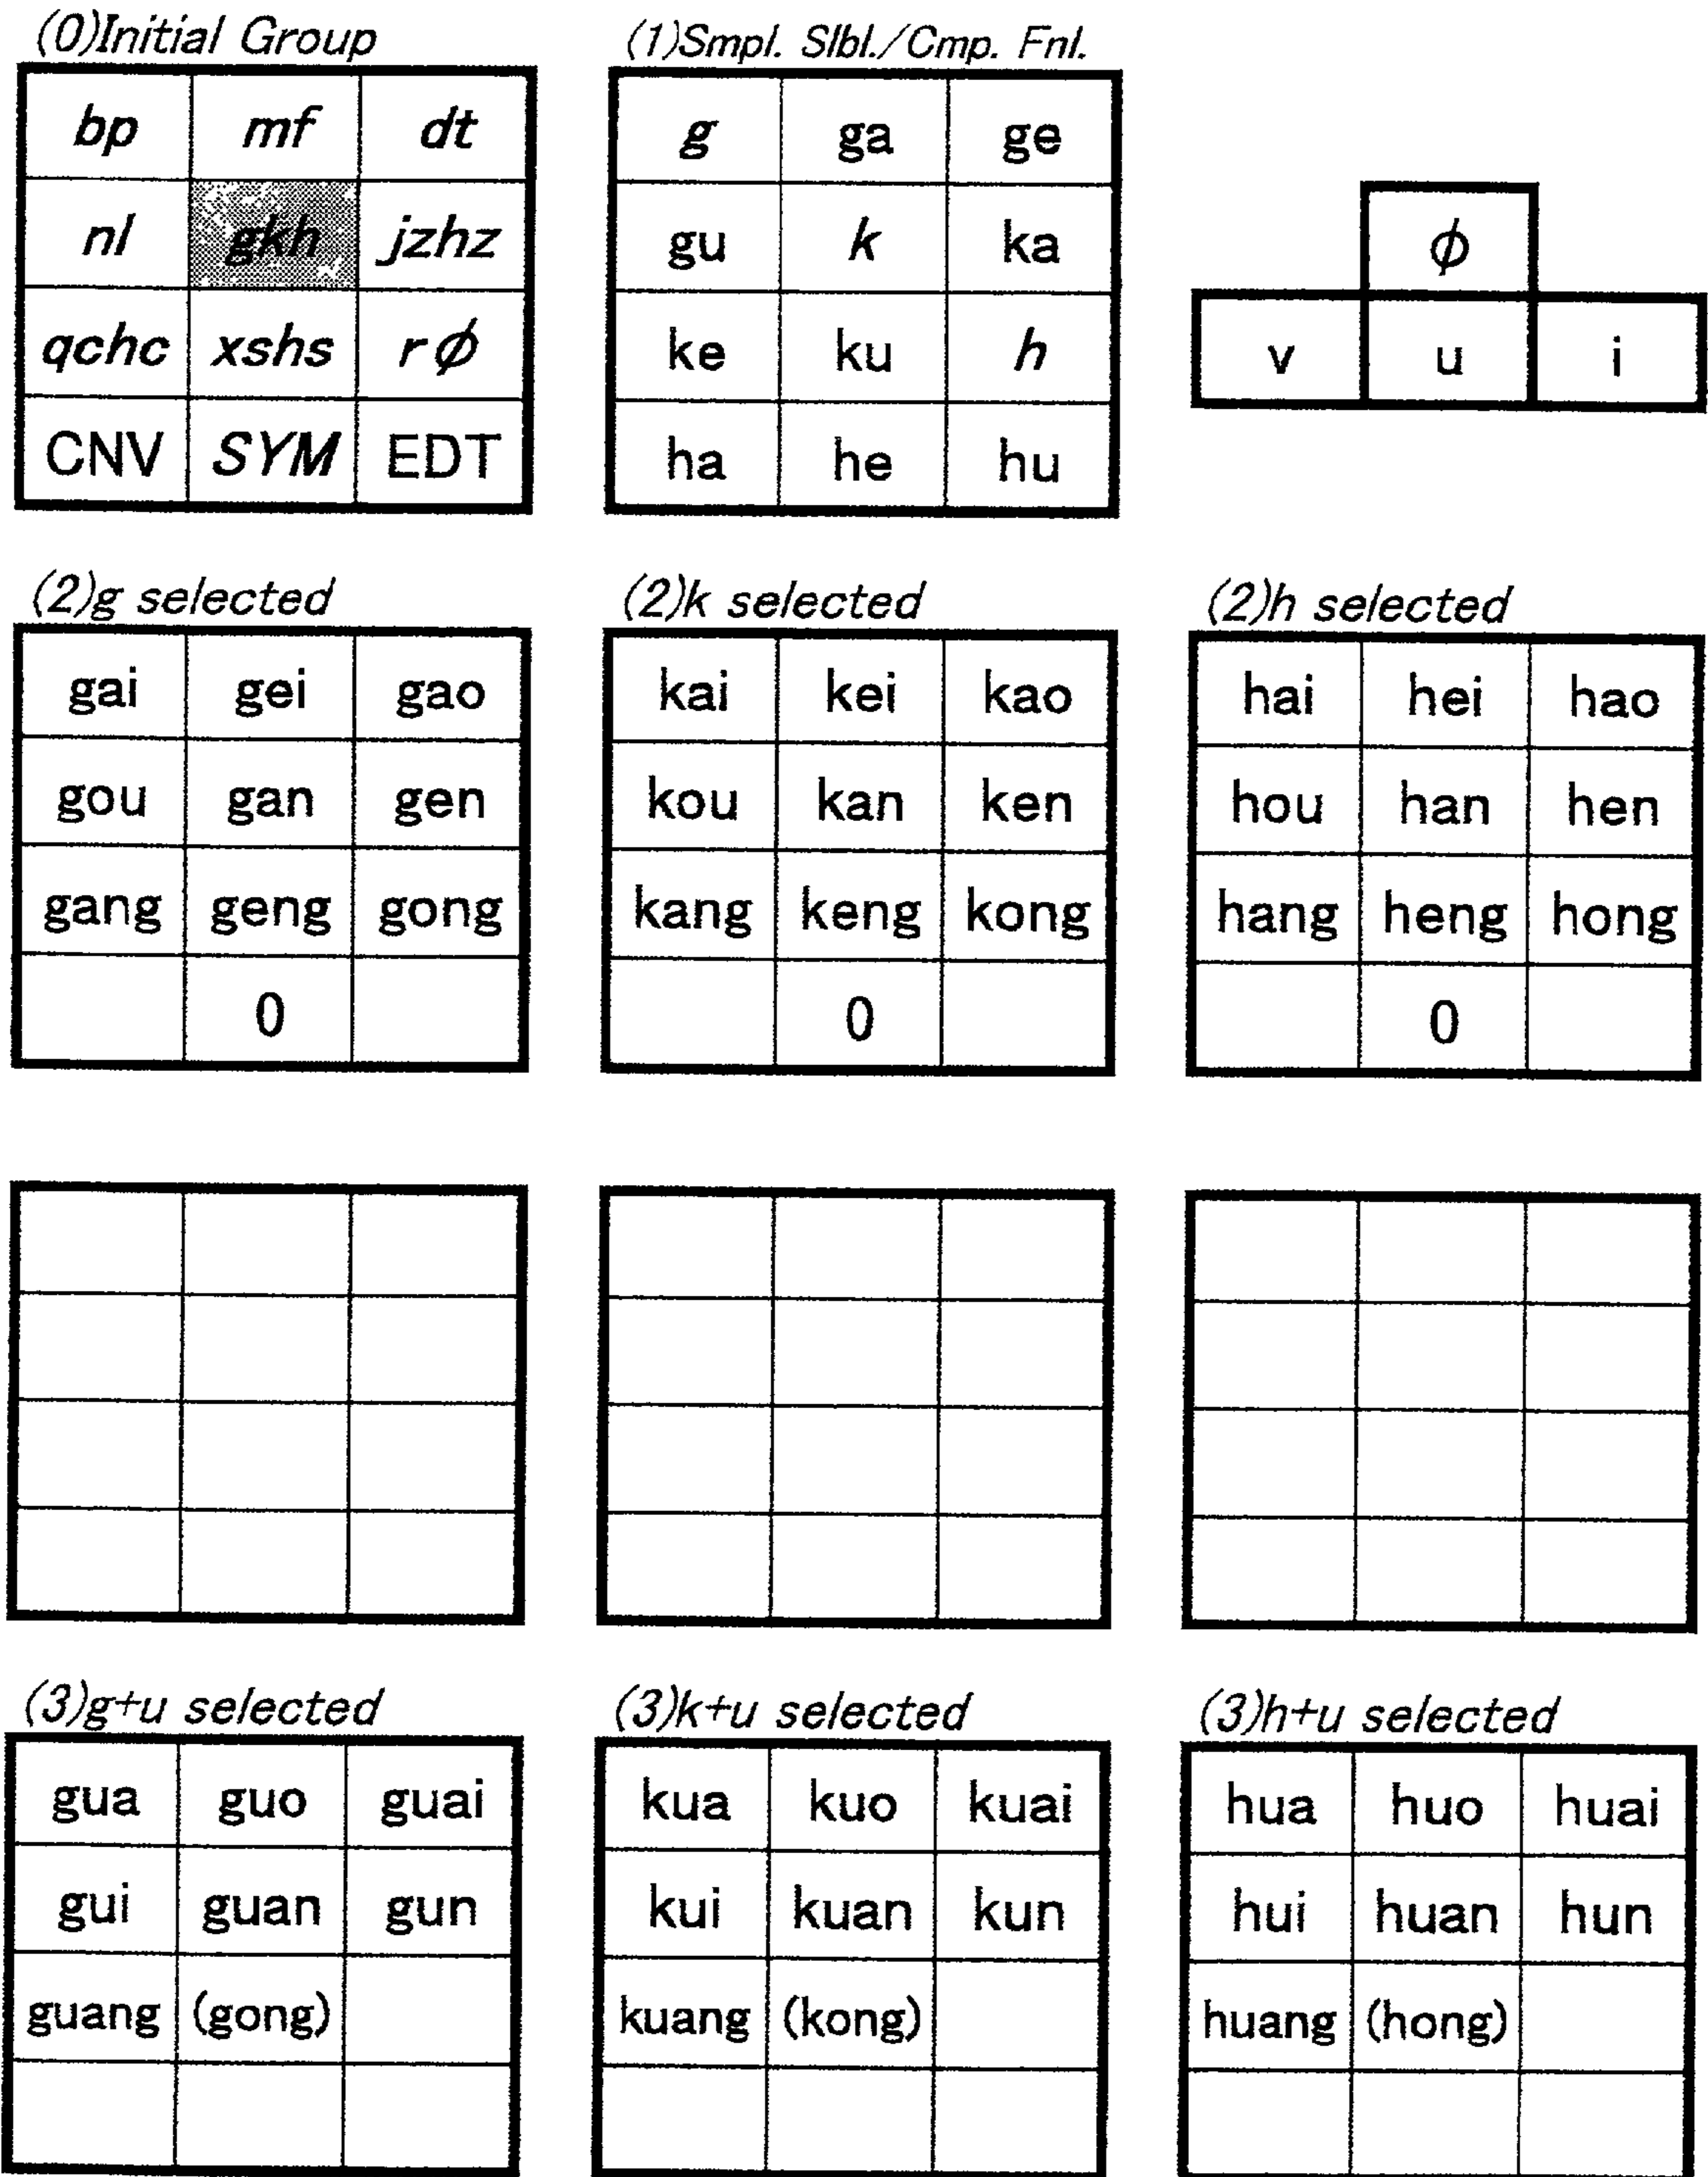 (0)Initial Group (1)Smpl. Slbl./Cmp. Fnl.
bp mf dt g ga ge
nl gkh jzhz gu k ka ϕ
qchc xshs rϕ ke ku h v u i
CNV SYM EDT ha he hu
(2)g selected (2)k selected (2)h selected
gai gei gao kai kei kao hai hei hao
gou gan gen kou kan ken hou han hen
gang geng gong kang keng kong hang heng hong
0 0 0
(3)g+u selected (3)k+u selected (3)h+u selected
gua guo guai kua kuo kuai hua huo huai
gui guan gun kui kuan kun hui huan hun
guang (gong) kuang (kong) huang (hong)